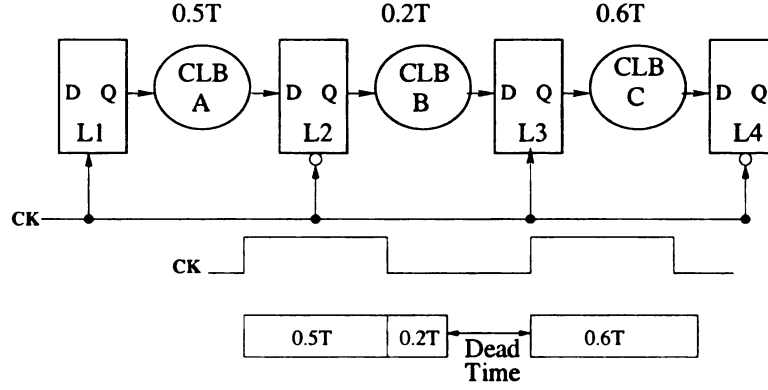 0.5T 0.2T 0.6T
CLB A
CLB B
CLB C
D Q L1
D Q L2
D Q L3
D Q L4
CK
CK
0.5T 0.2T 0.6T
Dead
Time